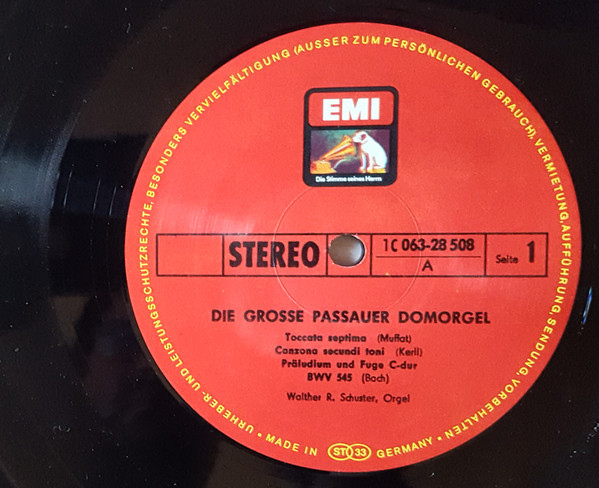 URHEBER- UND LEISTUNGSSCHUTZRECHTE, BESONDERS VERVIELFÄLTIGUNG (AUSSER ZUM PERSÖNLICHEN GEBRAUCH), VERMIETUNG, AUFFÜHRUNG, SENDUNG, VORBEHALTEN •
EMI
Die Stimme seines Herrn
STEREO
1C 063-28 508
A
Seite 1
DIE GROSSE PASSAUER DOMORGEL
Toccata septima (Muffat)
Canzona secundi toni (Kerll)
Präludium und Fuge C-dur
BWV 545 (Bach)
Walther R. Schuster, Orgel
• MADE IN ST 33 GERMANY •